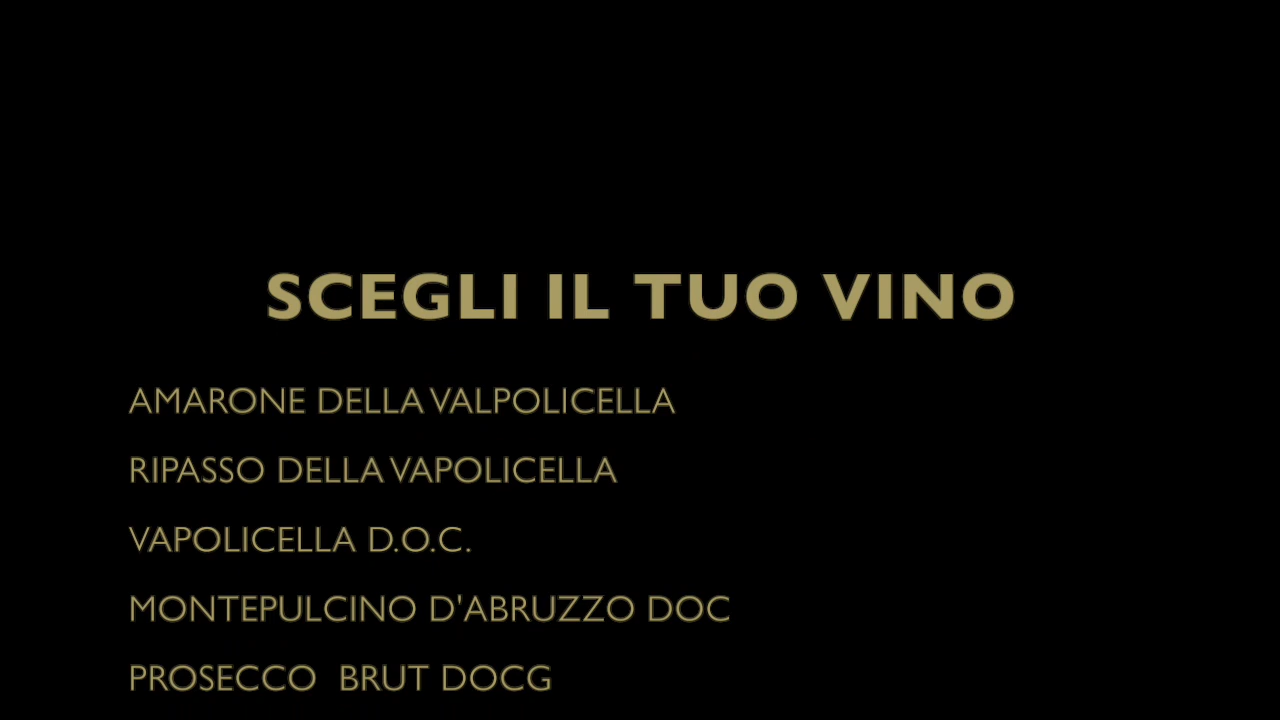 SCEGLI IL TUO VINO
AMARONE DELLA VALPOLICELLA
RIPASSO DELLA VAPOLICELLA
VAPOLICELLA D.O.C.
MONTEPULCINO D'ABRUZZO DOC
PROSECCO  BRUT DOCG